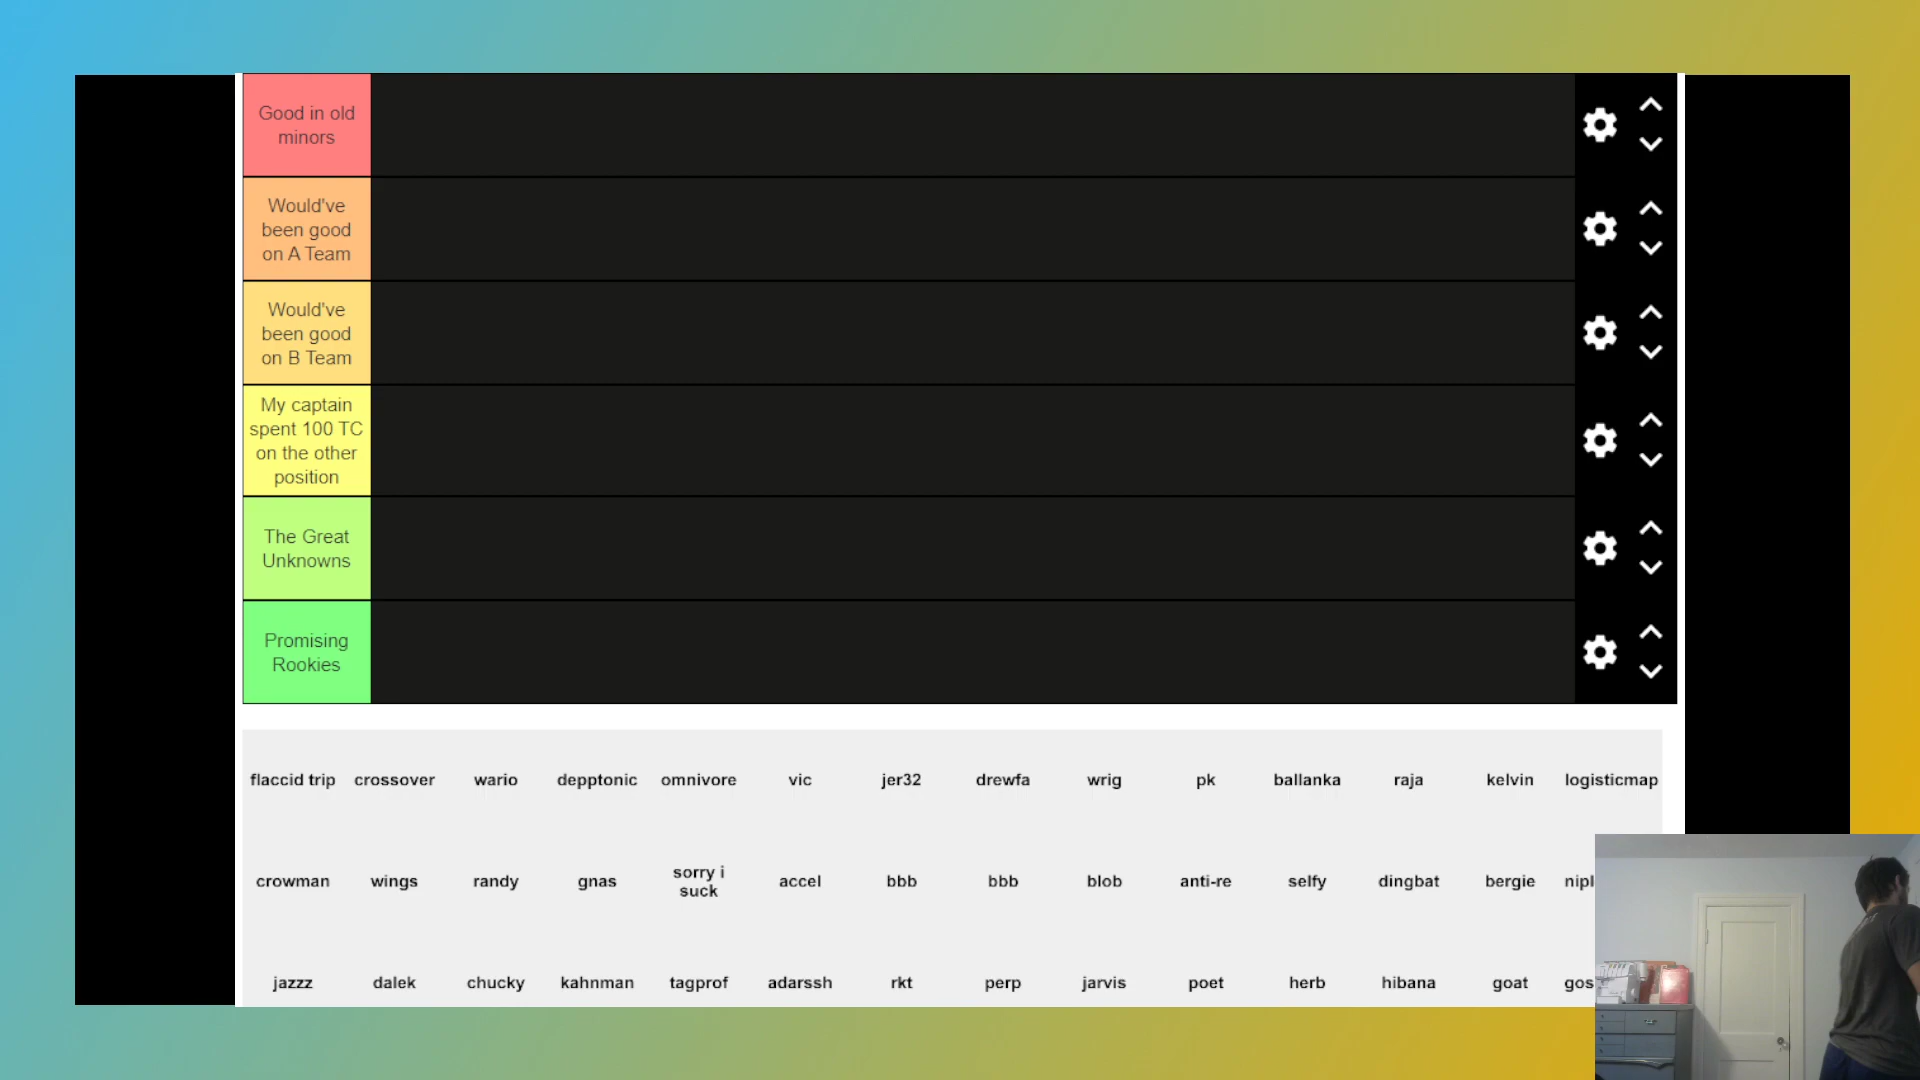 Good in old
minors
Would've
been good
on A Team
Would've
been good
on B Team
My captain
spent 100 TC
on the other
position
The Great
Unknowns
Promising
Rookies
flaccid trip crossover wario depptonic omnivore vic jer32 drewfa wrig pk ballanka raja kelvin logisticmap
crowman wings randy gnas sorry i suck accel bbb bbb blob anti-re selfy dingbat bergie
jazzz dalek chucky kahnman tagprof adarssh rkt perp jarvis poet herb hibana goat